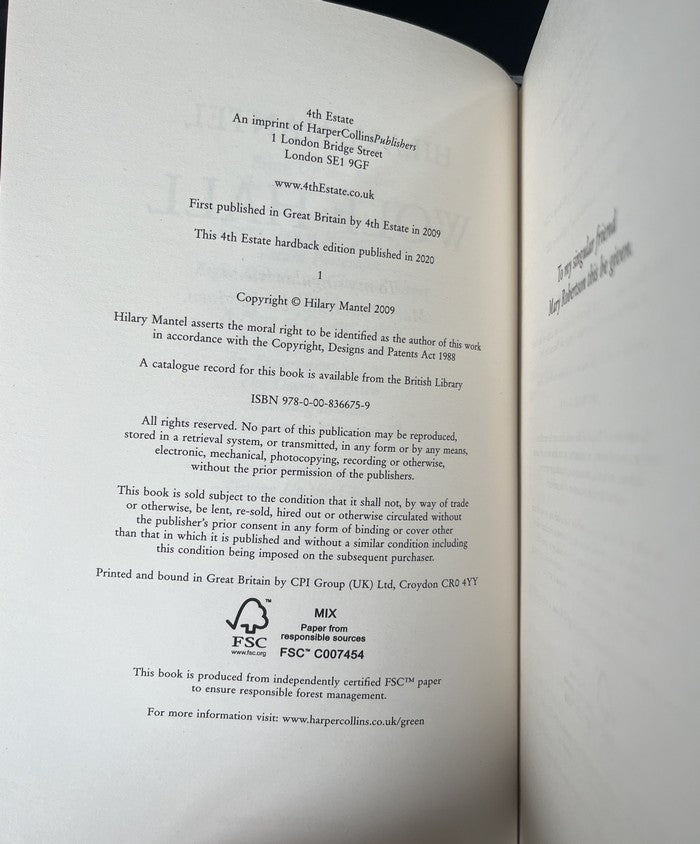 4th Estate
An imprint of HarperCollinsPublishers
1 London Bridge Street
London SE1 9GF
www.4thEstate.co.uk
First published in Great Britain by 4th Estate in 2009
This 4th Estate hardback edition published in 2020
1
Copyright © Hilary Mantel 2009
Hilary Mantel asserts the moral right to be identified as the author of this work
in accordance with the Copyright, Designs and Patents Act 1988
A catalogue record for this book is available from the British Library
ISBN 978-0-00-836675-9
All rights reserved. No part of this publication may be reproduced,
stored in a retrieval system, or transmitted, in any form or by any means,
electronic, mechanical, photocopying, recording or otherwise,
without the prior permission of the publishers.
This book is sold subject to the condition that it shall not, by way of trade
or otherwise, be lent, re-sold, hired out or otherwise circulated without
the publisher's prior consent in any form of binding or cover other
than that in which it is published and without a similar condition including
this condition being imposed on the subsequent purchaser.
Printed and bound in Great Britain by CPI Group (UK) Ltd, Croydon CR0 4YY
FSC
www.fsc.org
MIX
Paper from
responsible sources
FSC™ C007454
This book is produced from independently certified FSC™ paper
to ensure responsible forest management.
For more information visit: www.harpercollins.co.uk/green
To my singular friend
Mary Robertson this be given.